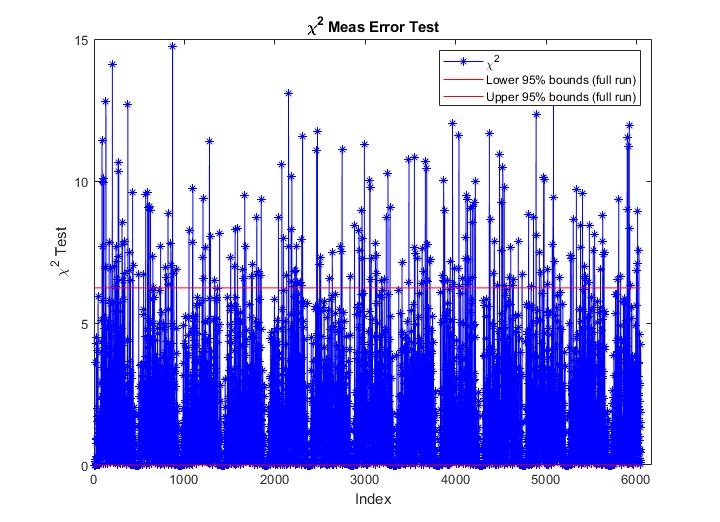 χ² Meas Error Test
15
10
5
0
χ² Test
χ²
Lower 95% bounds (full run)
Upper 95% bounds (full run)
0 1000 2000 3000 4000 5000 6000
Index